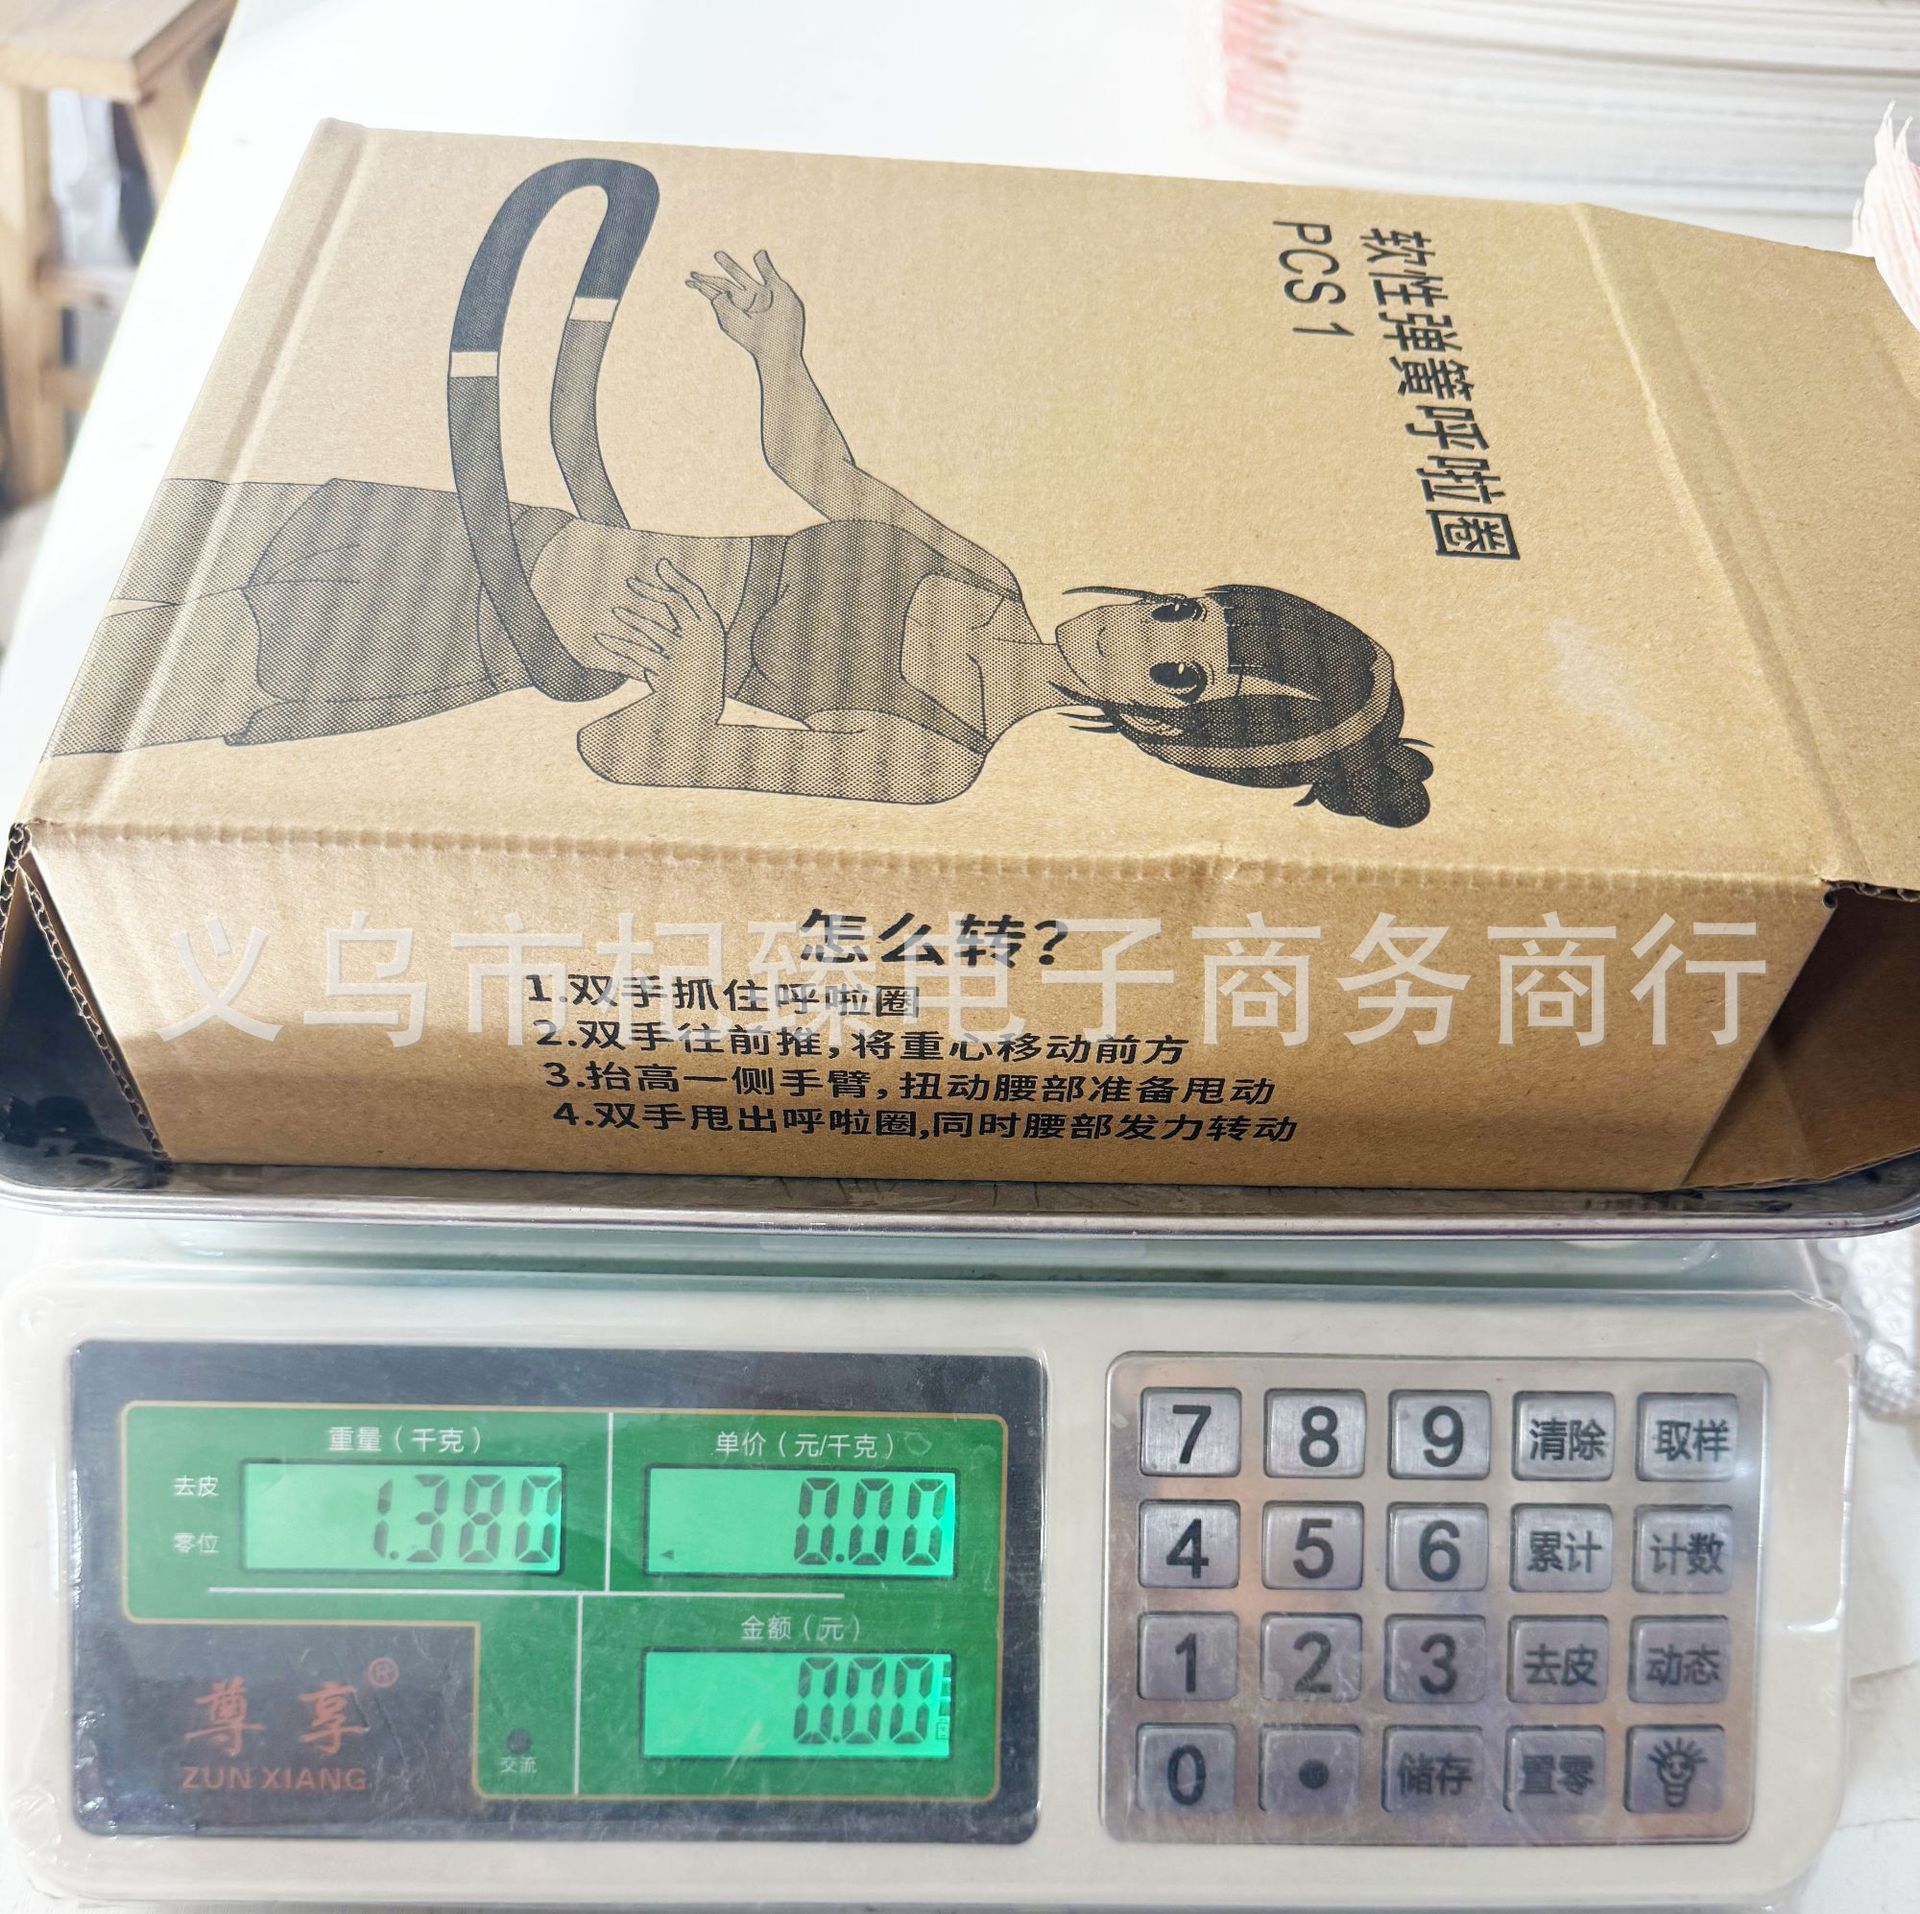 软性弹簧呼啦圈
PCS 1
怎么转?
义乌市杞臻电子商务商行
1.双手抓住呼啦圈
2.双手往前推,将重心移动前方
3.抬高一侧手臂,扭动腰部准备甩动
4.双手甩出呼啦圈,同时腰部发力转动
重量(千克)
单价(元/千克)
去皮
零位
1.380
0.00
金额(元)
0.00
尊享®
ZUN XIANG
交流
7 8 9 清除 取样
4 5 6 累计 计数
1 2 3 去皮 动态
0 . 储存 置零